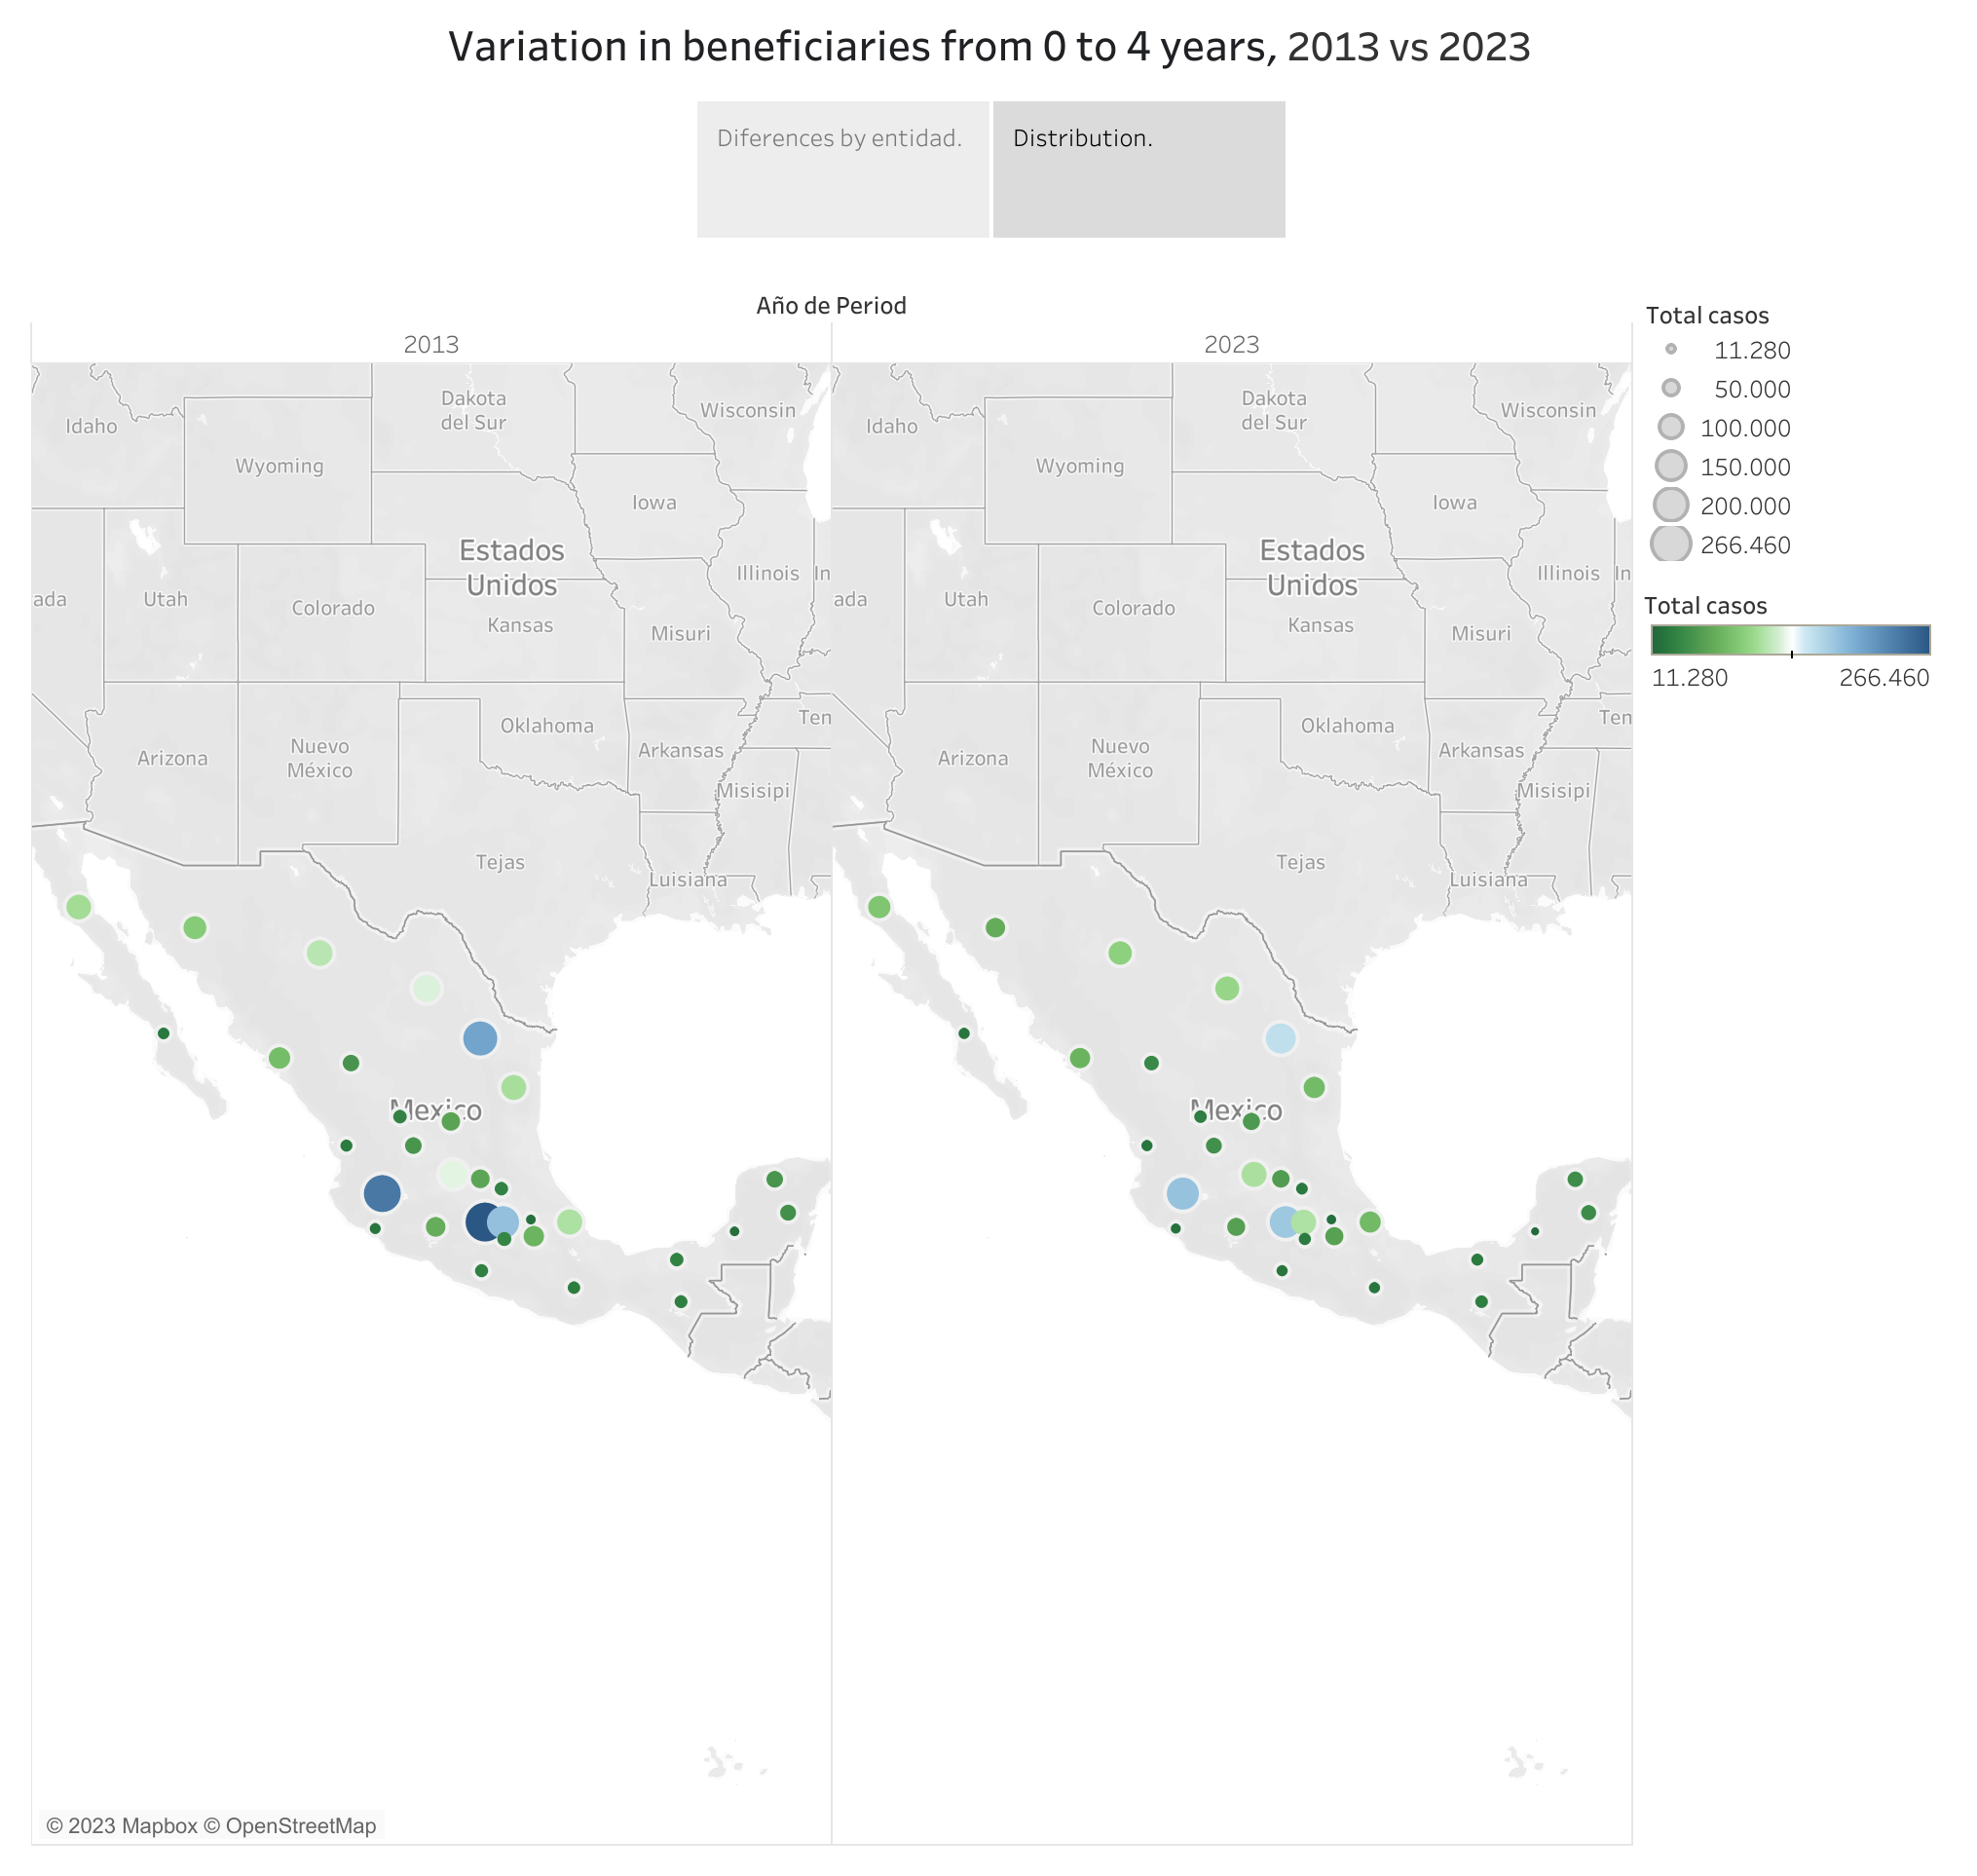 Variation in beneficiaries from 0 to 4 years, 2013 vs 2023
Diferences by entidad.
Distribution.
Año de Period
2013
2023
Idaho
Wyoming
Dakota
del Sur
Wisconsin
Iowa
Estados
Unidos
Illinois
In
ada
Utah
Colorado
Kansas
Misuri
Oklahoma
Ten
Arizona
Nuevo
México
Arkansas
Misisipi
Tejas
Luisiana
Mexico
Idaho
Wyoming
Dakota
del Sur
Wisconsin
Iowa
Estados
Unidos
Illinois
In
ada
Utah
Colorado
Kansas
Misuri
Oklahoma
Ten
Arizona
Nuevo
México
Arkansas
Misisipi
Tejas
Luisiana
Mexico
© 2023 Mapbox © OpenStreetMap
Total casos
11.280
50.000
100.000
150.000
200.000
266.460
Total casos
11.280
266.460